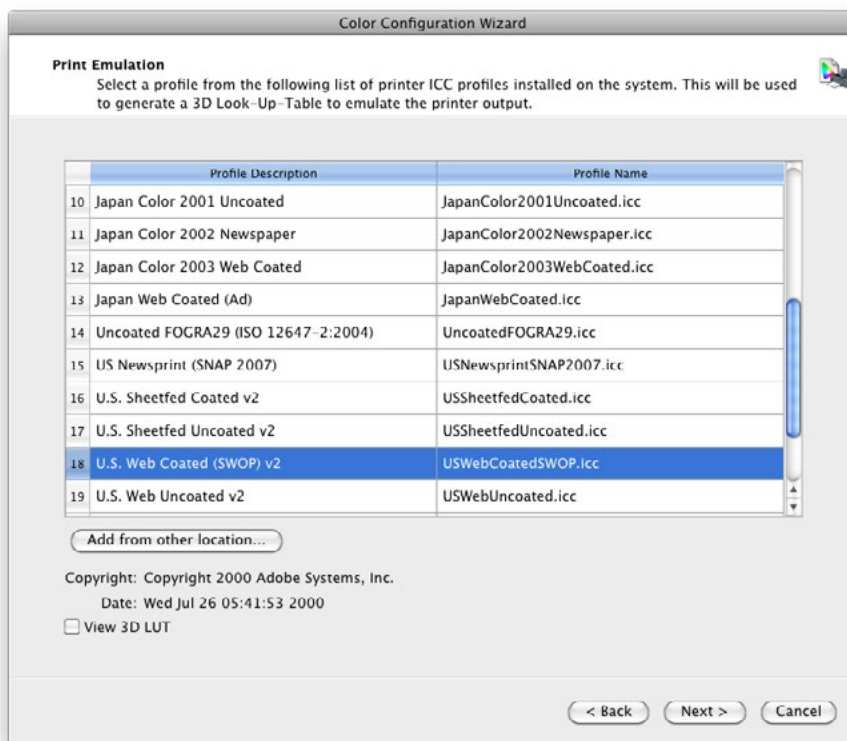 Color Configuration Wizard
Print Emulation
Select a profile from the following list of printer ICC profiles installed on the system. This will be used
to generate a 3D Look-Up-Table to emulate the printer output.
Profile Description Profile Name
10 Japan Color 2001 Uncoated JapanColor2001Uncoated.icc
11 Japan Color 2002 Newspaper JapanColor2002Newspaper.icc
12 Japan Color 2003 Web Coated JapanColor2003WebCoated.icc
13 Japan Web Coated (Ad) JapanWebCoated.icc
14 Uncoated FOGRA29 (ISO 12647-2:2004) UncoatedFOGRA29.icc
15 US Newsprint (SNAP 2007) USNewsprintSNAP2007.icc
16 U.S. Sheetfed Coated v2 USSheetfedCoated.icc
17 U.S. Sheetfed Uncoated v2 USSheetfedUncoated.icc
18 U.S. Web Coated (SWOP) v2 USWebCoatedSWOP.icc
19 U.S. Web Uncoated v2 USWebUncoated.icc
Add from other location...
Copyright: Copyright 2000 Adobe Systems, Inc.
Date: Wed Jul 26 05:41:53 2000
View 3D LUT
< Back Next > Cancel